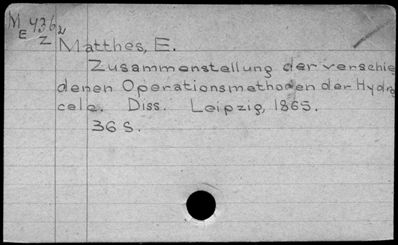 M 436 N
E
Z
Matthes, E.
Zusammenstellung der verschie
denen Operationsmethoden der Hydro
cele. Diss. Leipzig, 1865.
36 S.